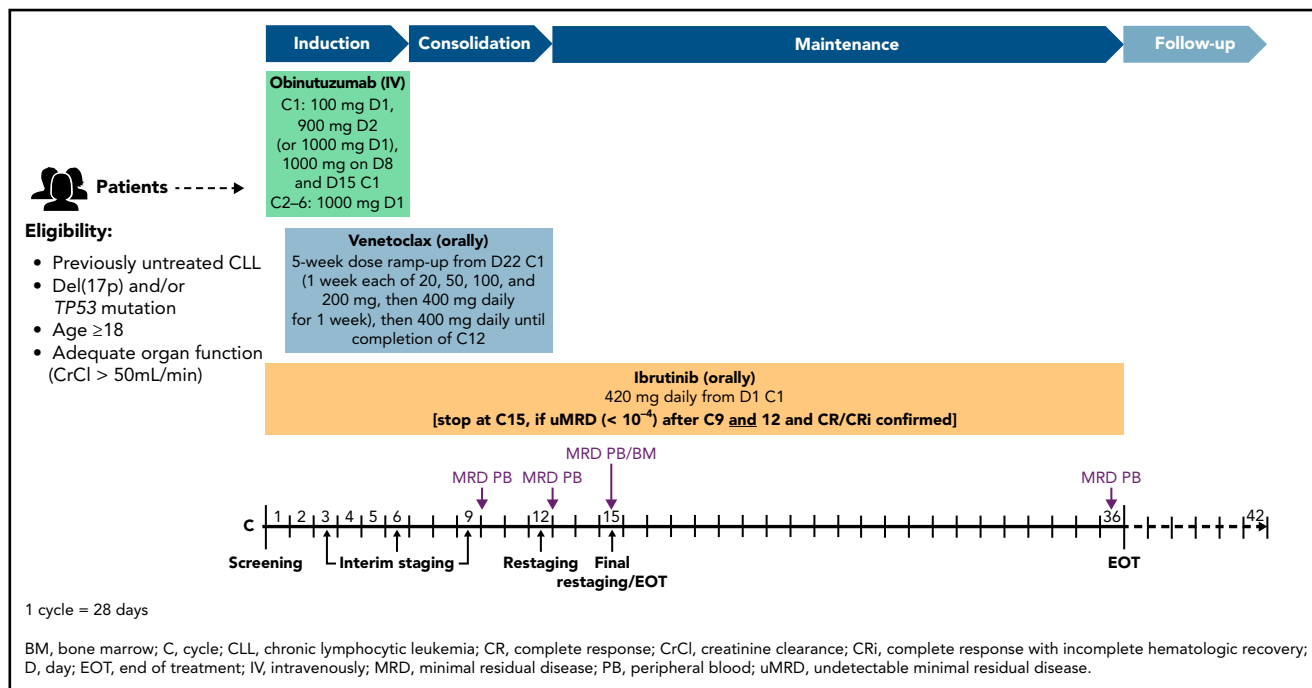 Induction
Consolidation
Maintenance
Follow-up
Obinutuzumab (IV)
C1: 100 mg D1,
900 mg D2
(or 1000 mg D1),
1000 mg on D8
and D15 C1
C2–6: 1000 mg D1
Patients
Eligibility:
• Previously untreated CLL
• Del(17p) and/or
TP53 mutation
• Age ≥18
• Adequate organ function
(CrCl > 50mL/min)
Venetoclax (orally)
5-week dose ramp-up from D22 C1
(1 week each of 20, 50, 100, and
200 mg, then 400 mg daily
for 1 week), then 400 mg daily until
completion of C12
Ibrutinib (orally)
420 mg daily from D1 C1
[stop at C15, if uMRD (< 10⁻⁴) after C9 and 12 and CR/CRi confirmed]
MRD PB/BM
MRD PB
MRD PB
MRD PB
C
1 2 3 4 5 6 9 12 15 36 42
Screening
Interim staging
Restaging
Final
restaging/EOT
EOT
1 cycle = 28 days
BM, bone marrow; C, cycle; CLL, chronic lymphocytic leukemia; CR, complete response; CrCl, creatinine clearance; CRi, complete response with incomplete hematologic recovery;
D, day; EOT, end of treatment; IV, intravenously; MRD, minimal residual disease; PB, peripheral blood; uMRD, undetectable minimal residual disease.